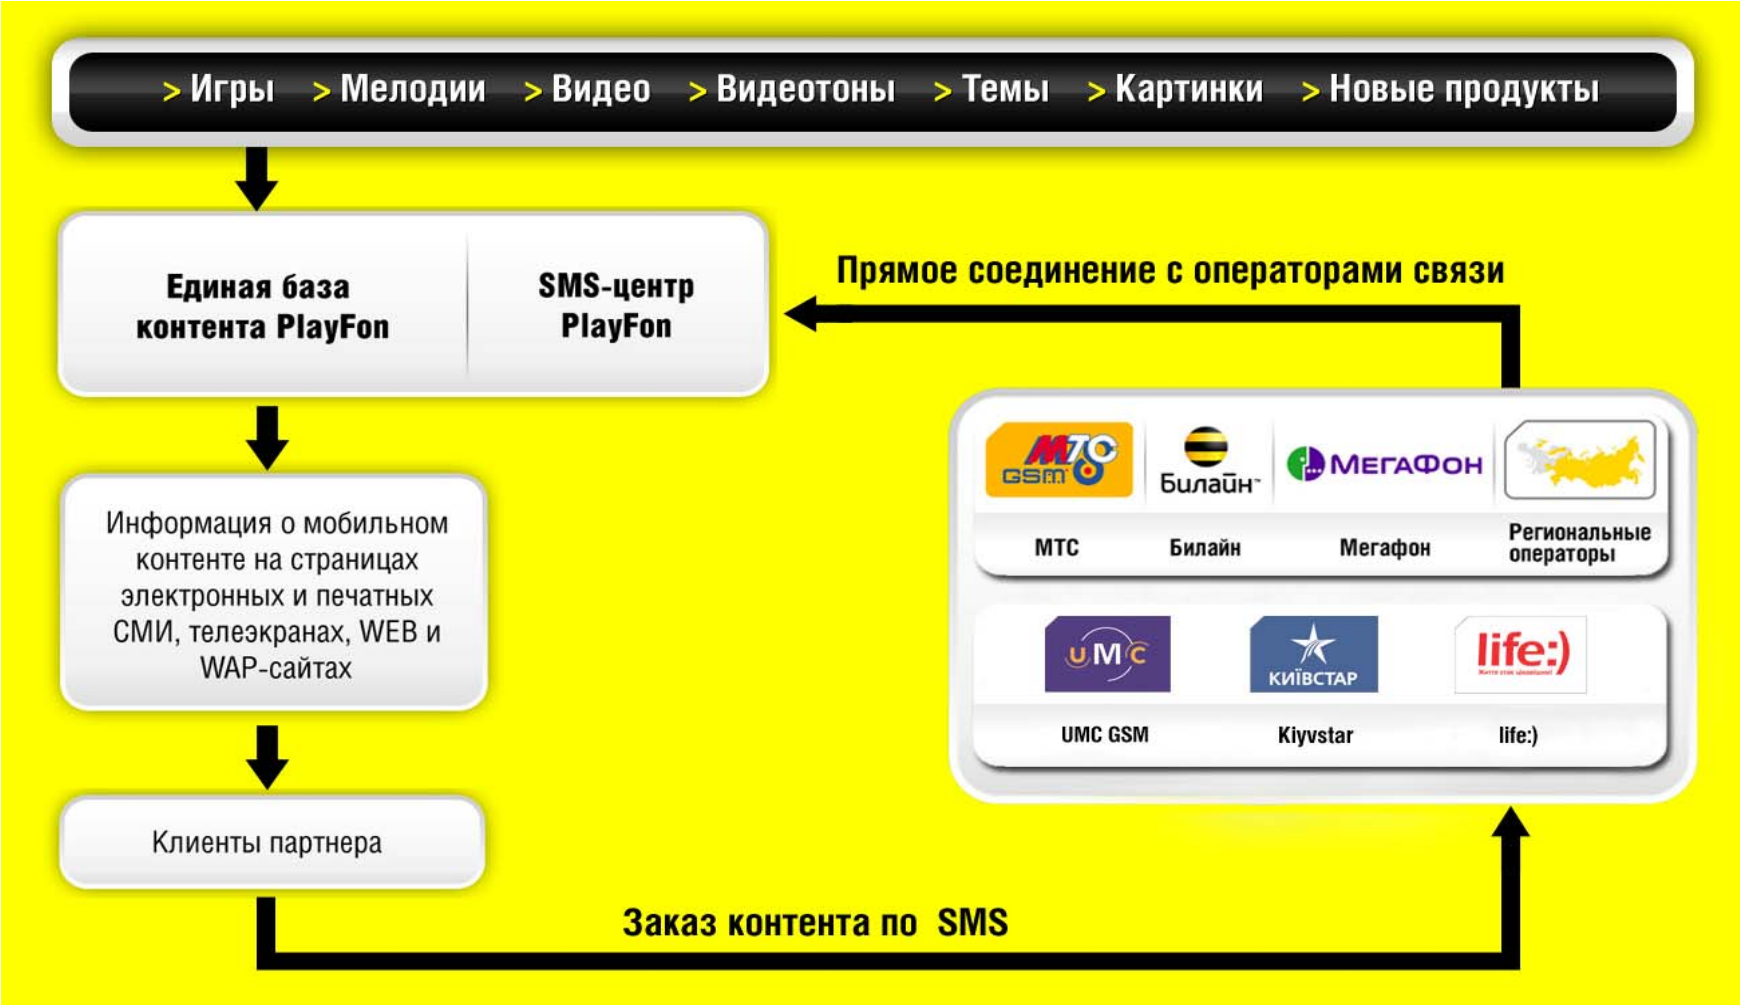 > Игры > Мелодии > Видео > Видеотоны > Темы > Картинки > Новые продукты
Единая база
контента PlayFon
SMS-центр
PlayFon
Прямое соединение с операторами связи
МТС
GSM
Билайн
МЕГАФОН
МТС
Билайн
Мегафон
Региональные
операторы
UMC
КИЇВСТАР
life:)
UMC GSM
Kiyvstar
life:)
Информация о мобильном
контенте на страницах
электронных и печатных
СМИ, телеэкранах, WEB и
WAP-сайтах
Клиенты партнера
Заказ контента по SMS